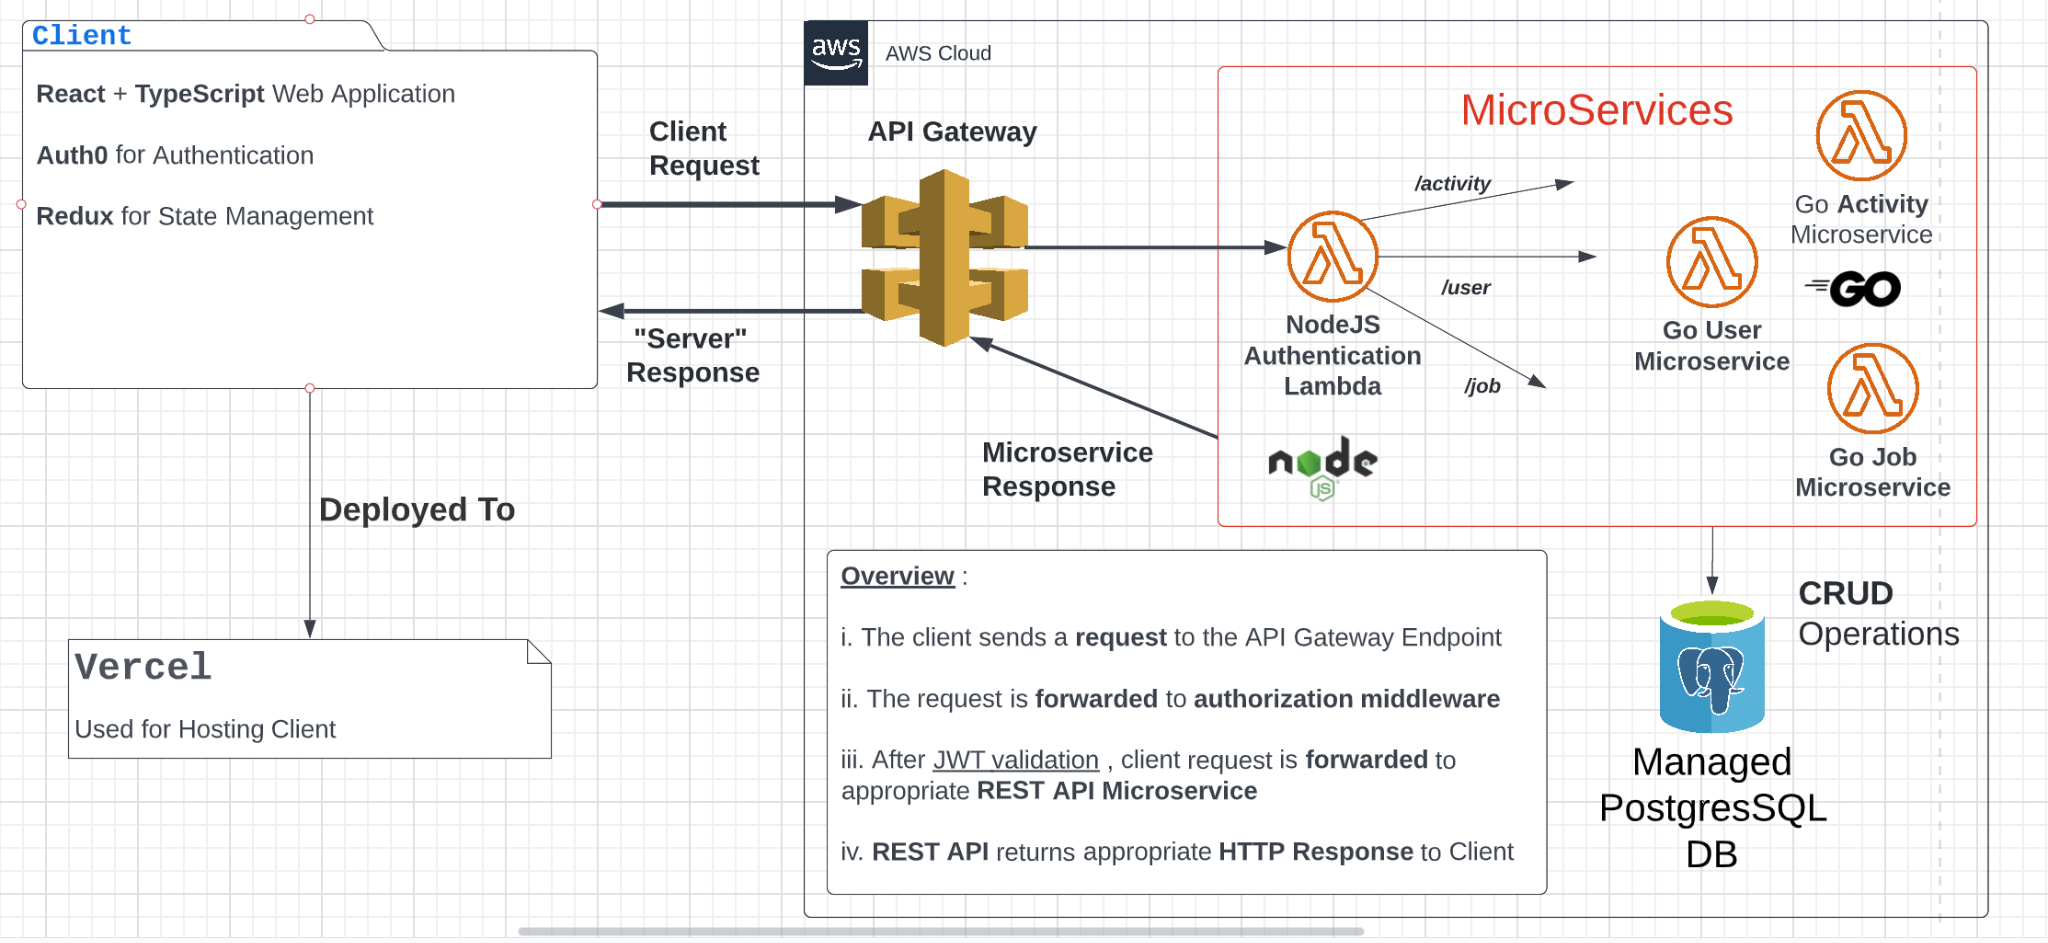 Client
React + TypeScript Web Application
Auth0 for Authentication
Redux for State Management
Client
Request
"Server"
Response
Deployed To
Vercel
Used for Hosting Client
aws
AWS Cloud
API Gateway
Microservice
Response
MicroServices
/activity
/user
/job
NodeJS
Authentication
Lambda
node
JS
Go Activity
Microservice
GO
Go User
Microservice
Go Job
Microservice
Overview :
i. The client sends a request to the API Gateway Endpoint
ii. The request is forwarded to authorization middleware
iii. After JWT validation , client request is forwarded to
appropriate REST API Microservice
iv. REST API returns appropriate HTTP Response to Client
CRUD
Operations
Managed
PostgresSQL
DB